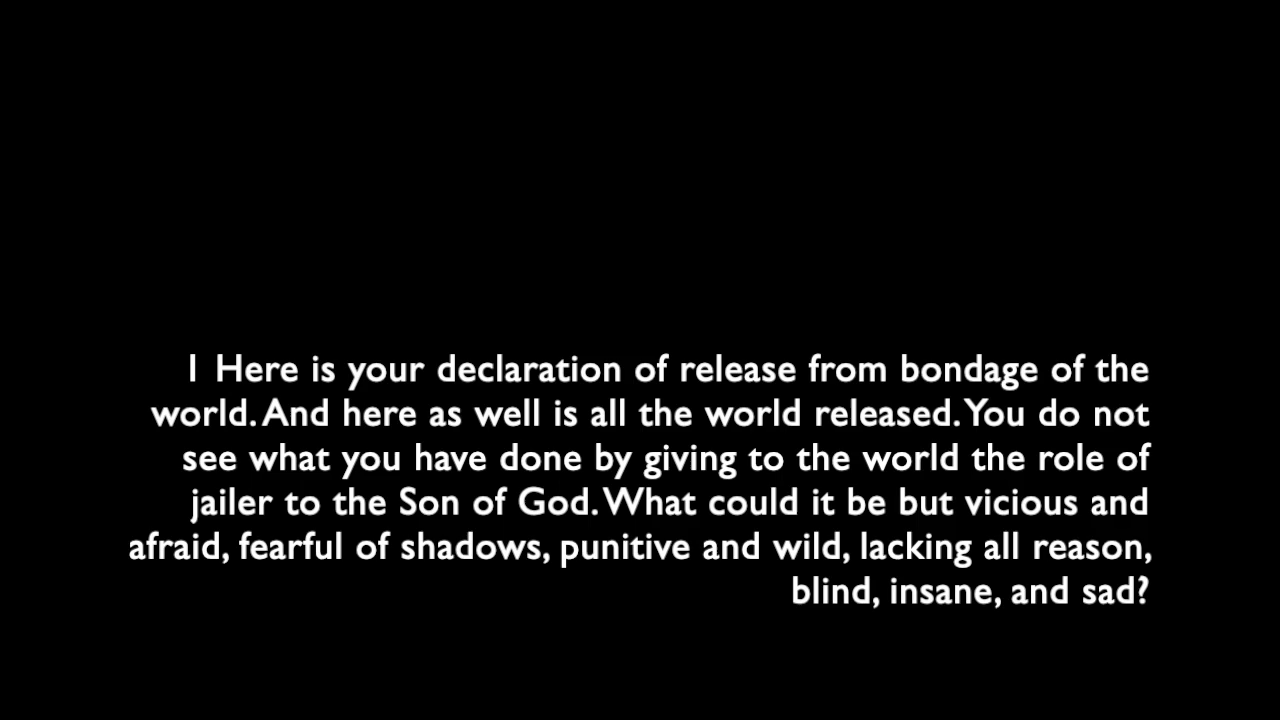 1 Here is your declaration of release from bondage of the
world. And here as well is all the world released. You do not
see what you have done by giving to the world the role of
jailer to the Son of God. What could it be but vicious and
afraid, fearful of shadows, punitive and wild, lacking all reason,
blind, insane, and sad?